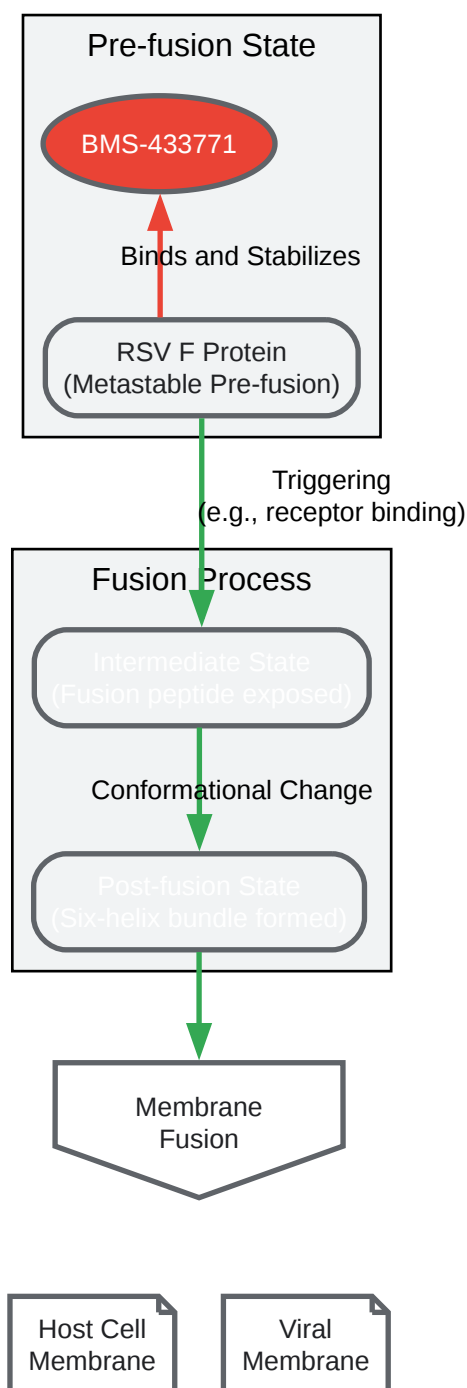 Pre-fusion State
BMS-433771
Binds and Stabilizes
RSV F Protein
(Metastable Pre-fusion)
Triggering
(e.g., receptor binding)
Fusion Process
Intermediate State
(Fusion peptide exposed)
Conformational Change
Post-fusion State
(Six-helix bundle formed)
Membrane
Fusion
Host Cell
Membrane
Viral
Membrane